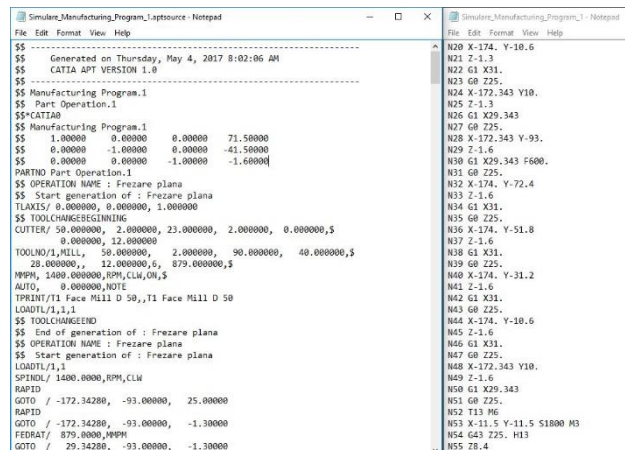 Simulare_Manufacturing_Program_1.aptsource - Notepad
File Edit Format View Help
$$ -----------------------------------------------------------------
$$     Generated on Thursday, May 4, 2017 8:02:06 AM
$$     CATIA APT VERSION 1.0
$$ -----------------------------------------------------------------
$$ Manufacturing Program.1
$$  Part Operation.1
$$*CATIA0
$$ Manufacturing Program.1
$$     1.00000     0.00000     0.00000    71.50000
$$     0.00000    -1.00000     0.00000   -41.50000
$$     0.00000     0.00000    -1.00000    -1.60000
PARTNO Part Operation.1
$$ OPERATION NAME : Frezare plana
$$  Start generation of : Frezare plana
TLAXIS/ 0.000000, 0.000000, 1.000000
$$ TOOLCHANGEBEGINNING
CUTTER/ 50.000000,  2.000000, 23.000000,  2.000000,  0.000000,$
        0.000000, 12.000000
TOOLNO/1,MILL,   50.000000,    2.000000,   90.000000,   40.000000,$
   28.000000,,   12.000000,6,  879.000000,$
MMPM, 1400.000000,RPM,CLW,ON,$
AUTO,    0.000000,NOTE
TPRINT/T1 Face Mill D 50,,T1 Face Mill D 50
LOADTL/1,1,1
$$ TOOLCHANGEEND
$$  End of generation of : Frezare plana
$$ OPERATION NAME : Frezare plana
$$  Start generation of : Frezare plana
LOADTL/1,1
SPINDL/ 1400.0000,RPM,CLW
RAPID
GOTO  / -172.34280,  -93.00000,   25.00000
RAPID
GOTO  / -172.34280,  -93.00000,   -1.30000
FEDRAT/  879.0000,MMPM
GOTO  /   29.34280,  -93.00000,   -1.30000
Simulare_Manufacturing_Program_1 - Notepad
File Edit Format View Help
N20 X-174. Y-10.6
N21 Z-1.3
N22 G1 X31.
N23 G0 Z25.
N24 X-172.343 Y10.
N25 Z-1.3
N26 G1 X29.343
N27 G0 Z25.
N28 X-172.343 Y-93.
N29 Z-1.6
N30 G1 X29.343 F600.
N31 G0 Z25.
N32 X-174. Y-72.4
N33 Z-1.6
N34 G1 X31.
N35 G0 Z25.
N36 X-174. Y-51.8
N37 Z-1.6
N38 G1 X31.
N39 G0 Z25.
N40 X-174. Y-31.2
N41 Z-1.6
N42 G1 X31.
N43 G0 Z25.
N44 X-174. Y-10.6
N45 Z-1.6
N46 G1 X31.
N47 G0 Z25.
N48 X-172.343 Y10.
N49 Z-1.6
N50 G1 X29.343
N51 G0 Z25.
N52 T13 M6
N53 X-11.5 Y-11.5 S1800 M3
N54 G43 Z25. H13
N55 Z8.4